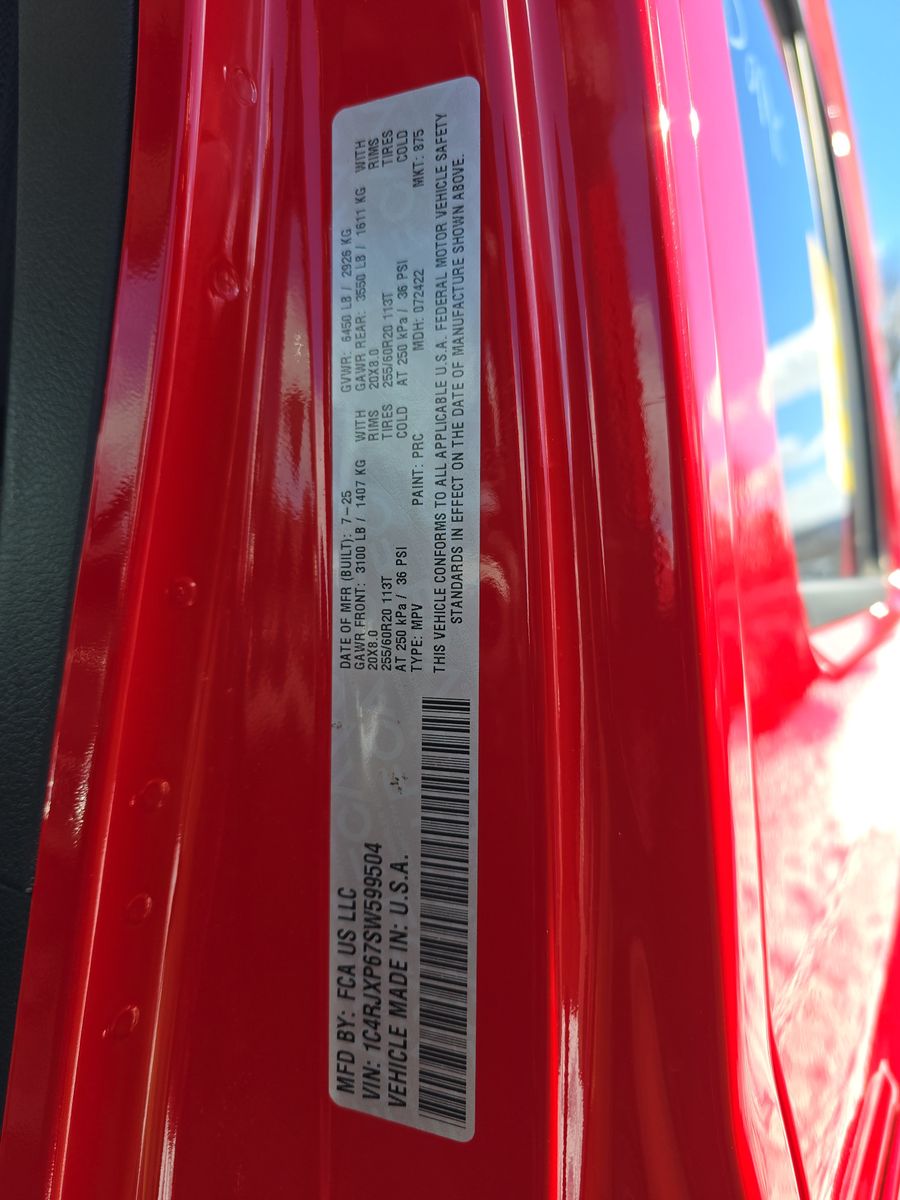 MFD BY: FCA US LLC
VIN: 1C4RJXP67SW599504
VEHICLE MADE IN: U.S.A.
DATE OF MFR (BUILT): 7-25 GVWR: 6450 LB / 2926 KG
GAWR FRONT: 3100 LB / 1407 KG WITH GAWR REAR: 3550 LB / 1611 KG WITH
20X8.0 RIMS 20X8.0 RIMS
255/60R20 113T TIRES 255/60R20 113T TIRES
AT 250 kPa / 36 PSI COLD AT 250 kPa / 36 PSI COLD
TYPE: MPV PAINT: PRC MDH: 072422 MKT: 875
THIS VEHICLE CONFORMS TO ALL APPLICABLE U.S.A. FEDERAL MOTOR VEHICLE SAFETY
STANDARDS IN EFFECT ON THE DATE OF MANUFACTURE SHOWN ABOVE.